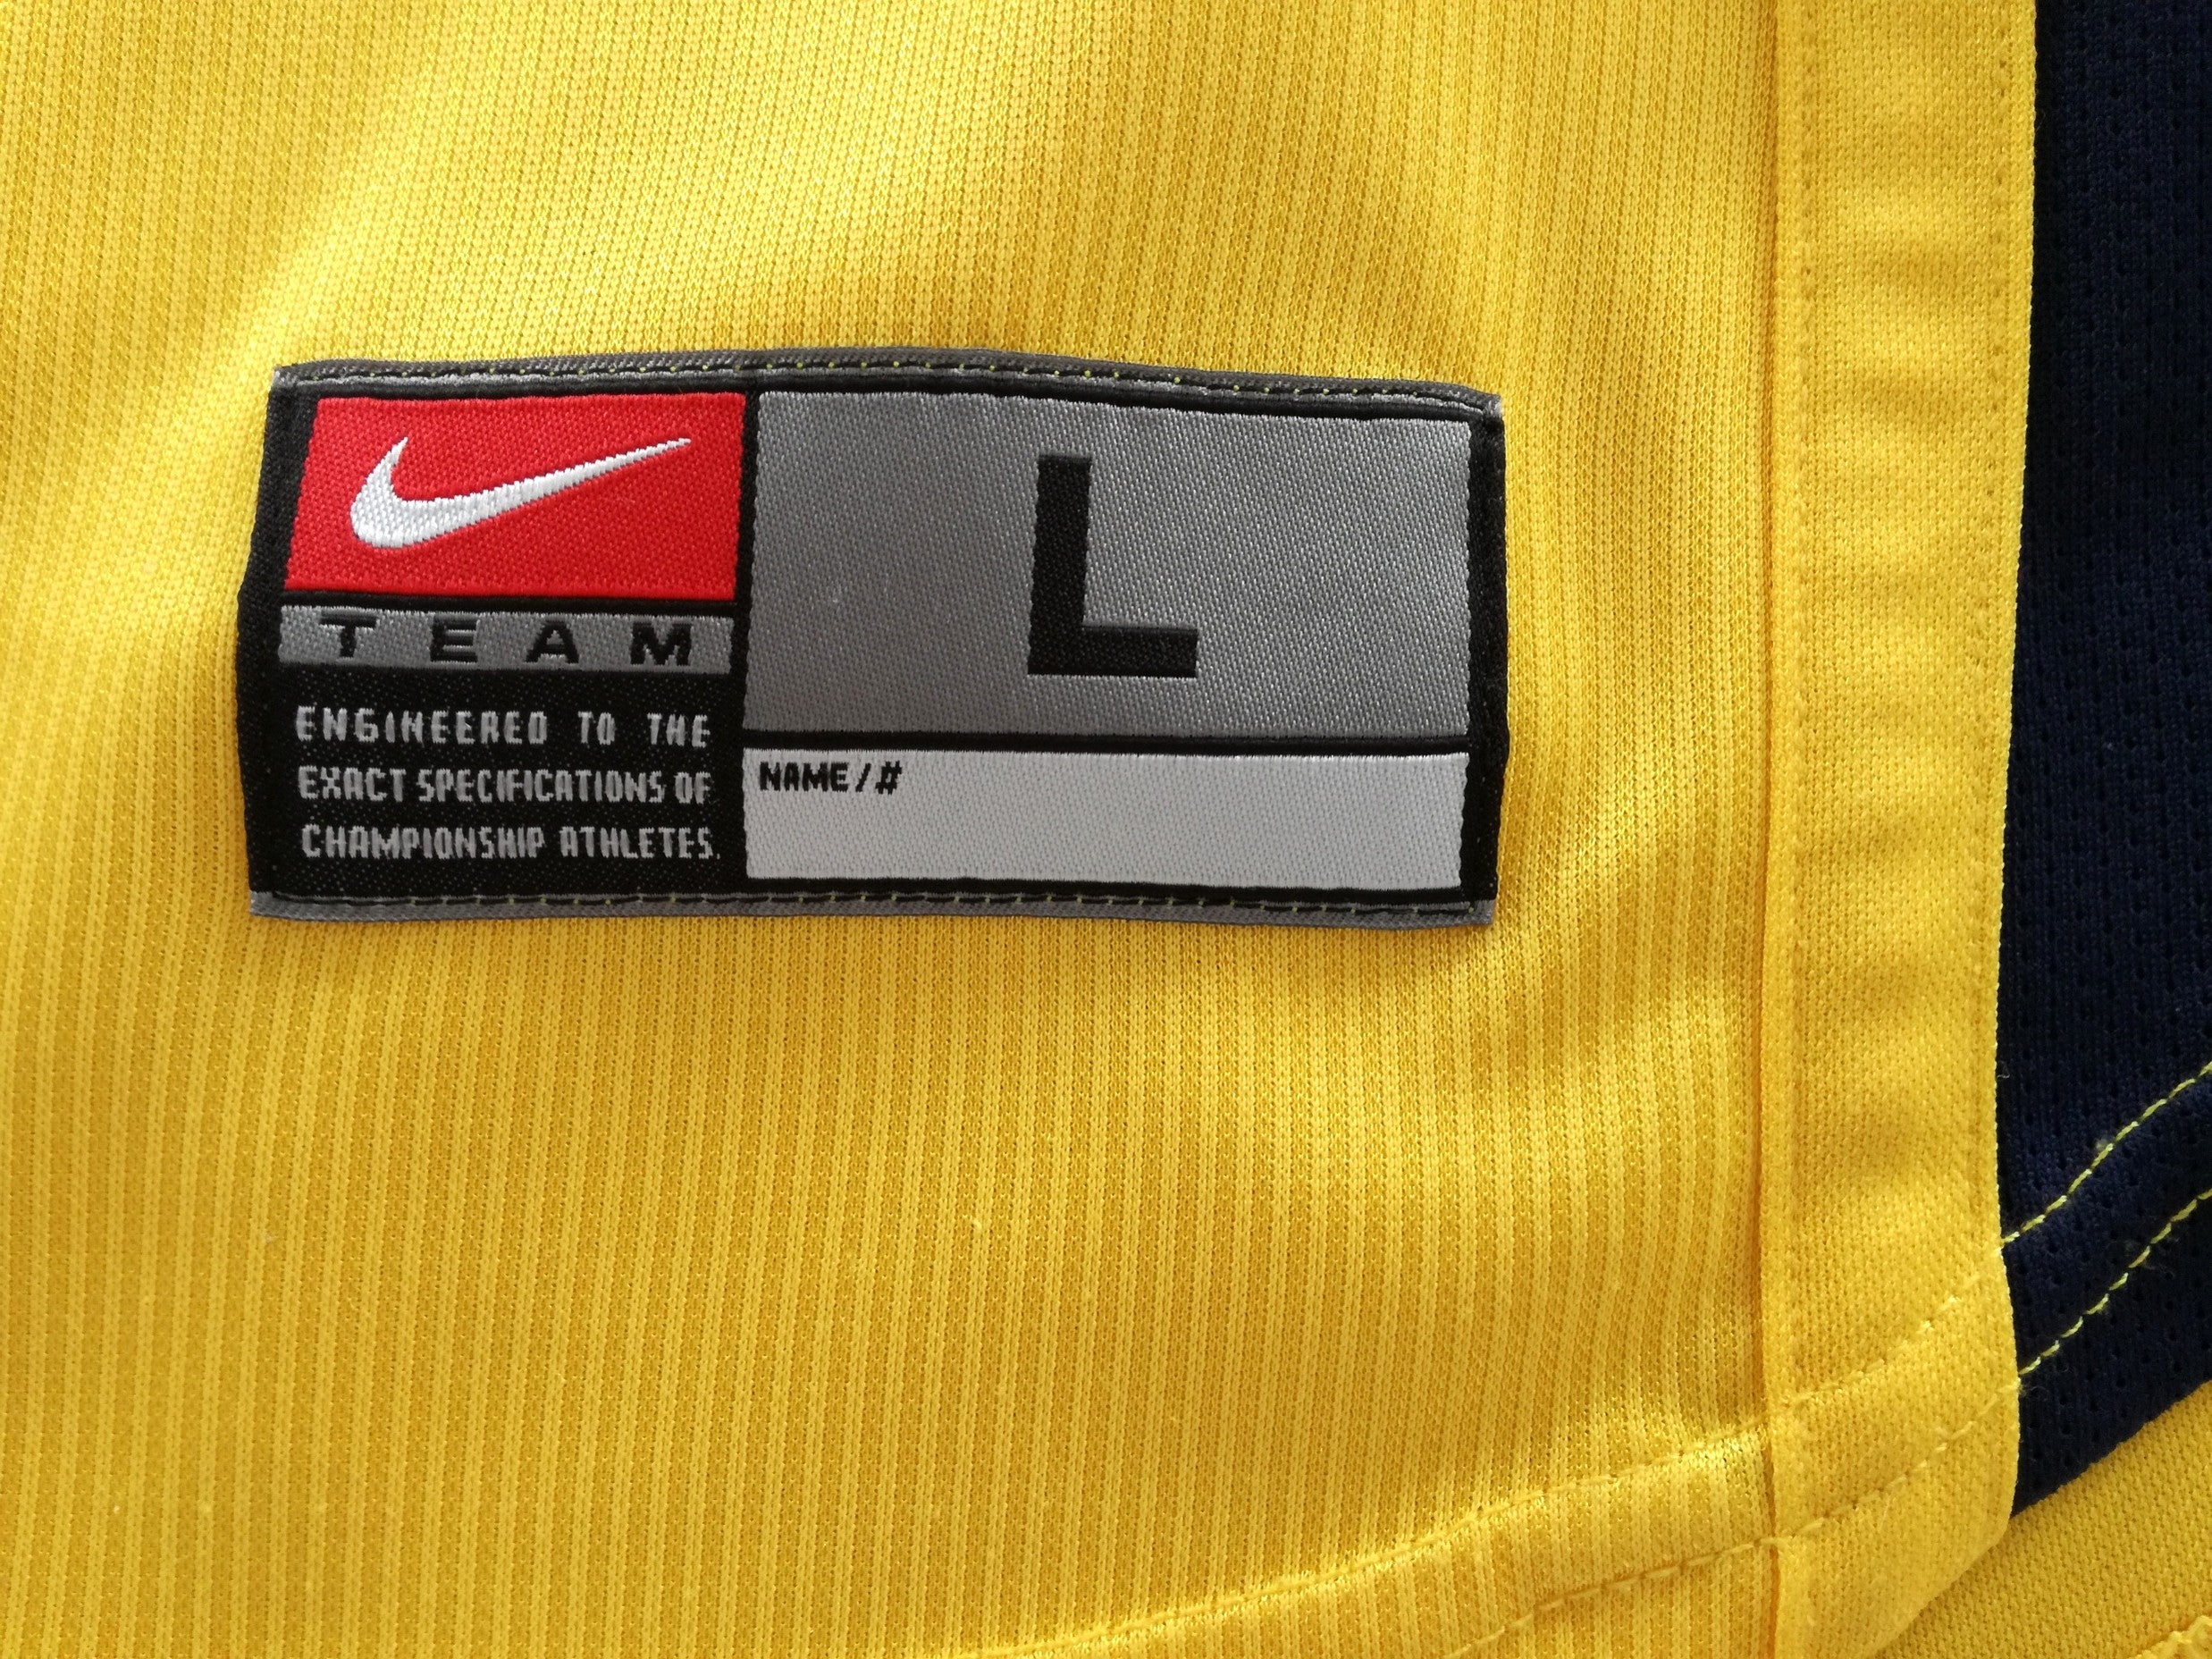 TEAM
ENGINEERED TO THE
EXACT SPECIFICATIONS OF
CHAMPIONSHIP ATHLETES.
L
NAME / #